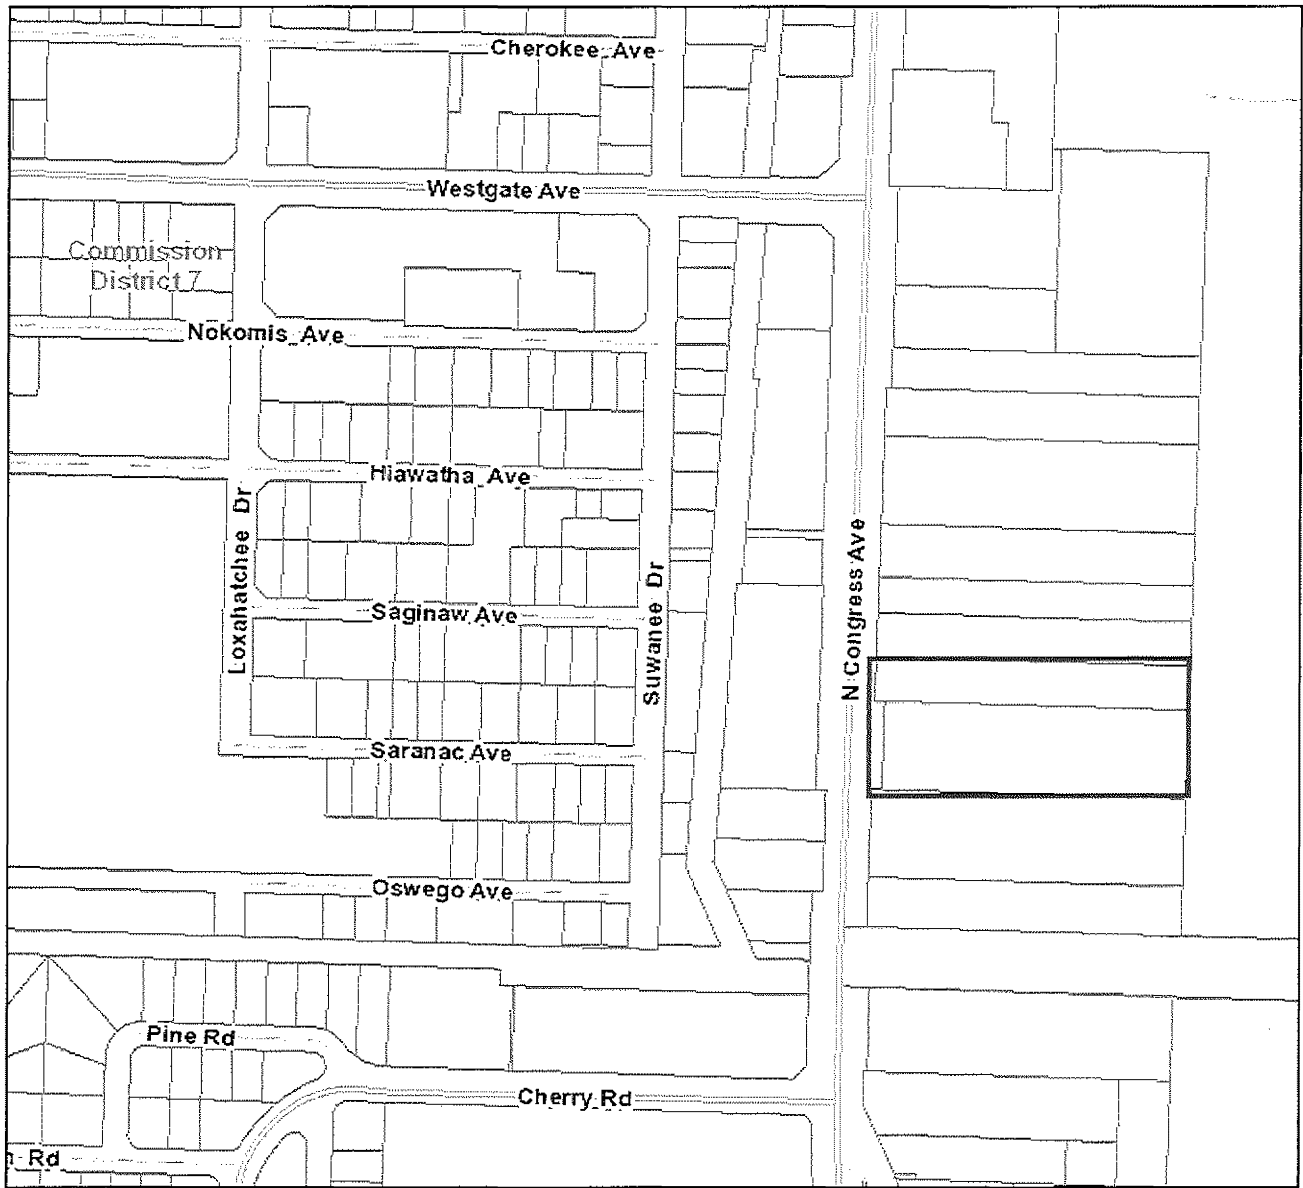 Cherokee Ave
Westgate Ave
Commission
District 7
Nokomis Ave
Hiawatha Ave
Loxahatchee Dr
Saginaw Ave
Suwanee Dr
N Congress Ave
Saranac Ave
Oswego Ave
Pine Rd
Cherry Rd
n Rd